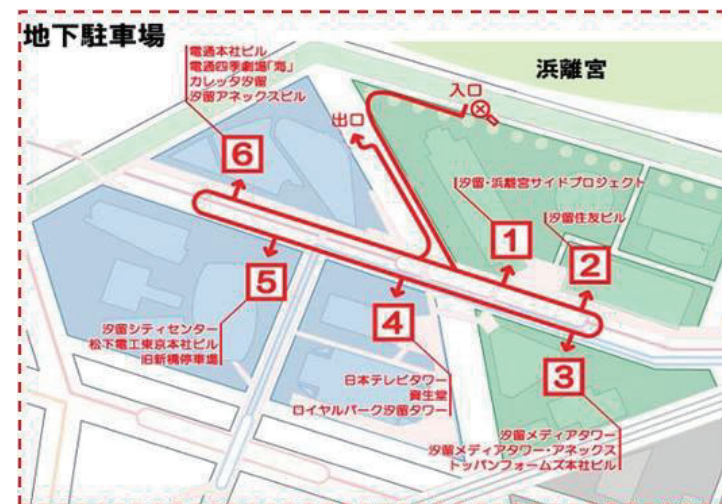 地下駐車場
浜離宮
電通本社ビル
電通四季劇場「海」
カレッタ汐留
汐留アネックスビル
入口
出口
6
汐留・浜離宮サイドプロジェクト
1
汐留住友ビル
2
5
汐留シティセンター
松下電工東京本社ビル
旧新橋停車場
4
日本テレビタワー
資生堂
ロイヤルパーク汐留タワー
3
汐留メディアタワー
汐留メディアタワー・アネックス
トッパンフォームズ本社ビル